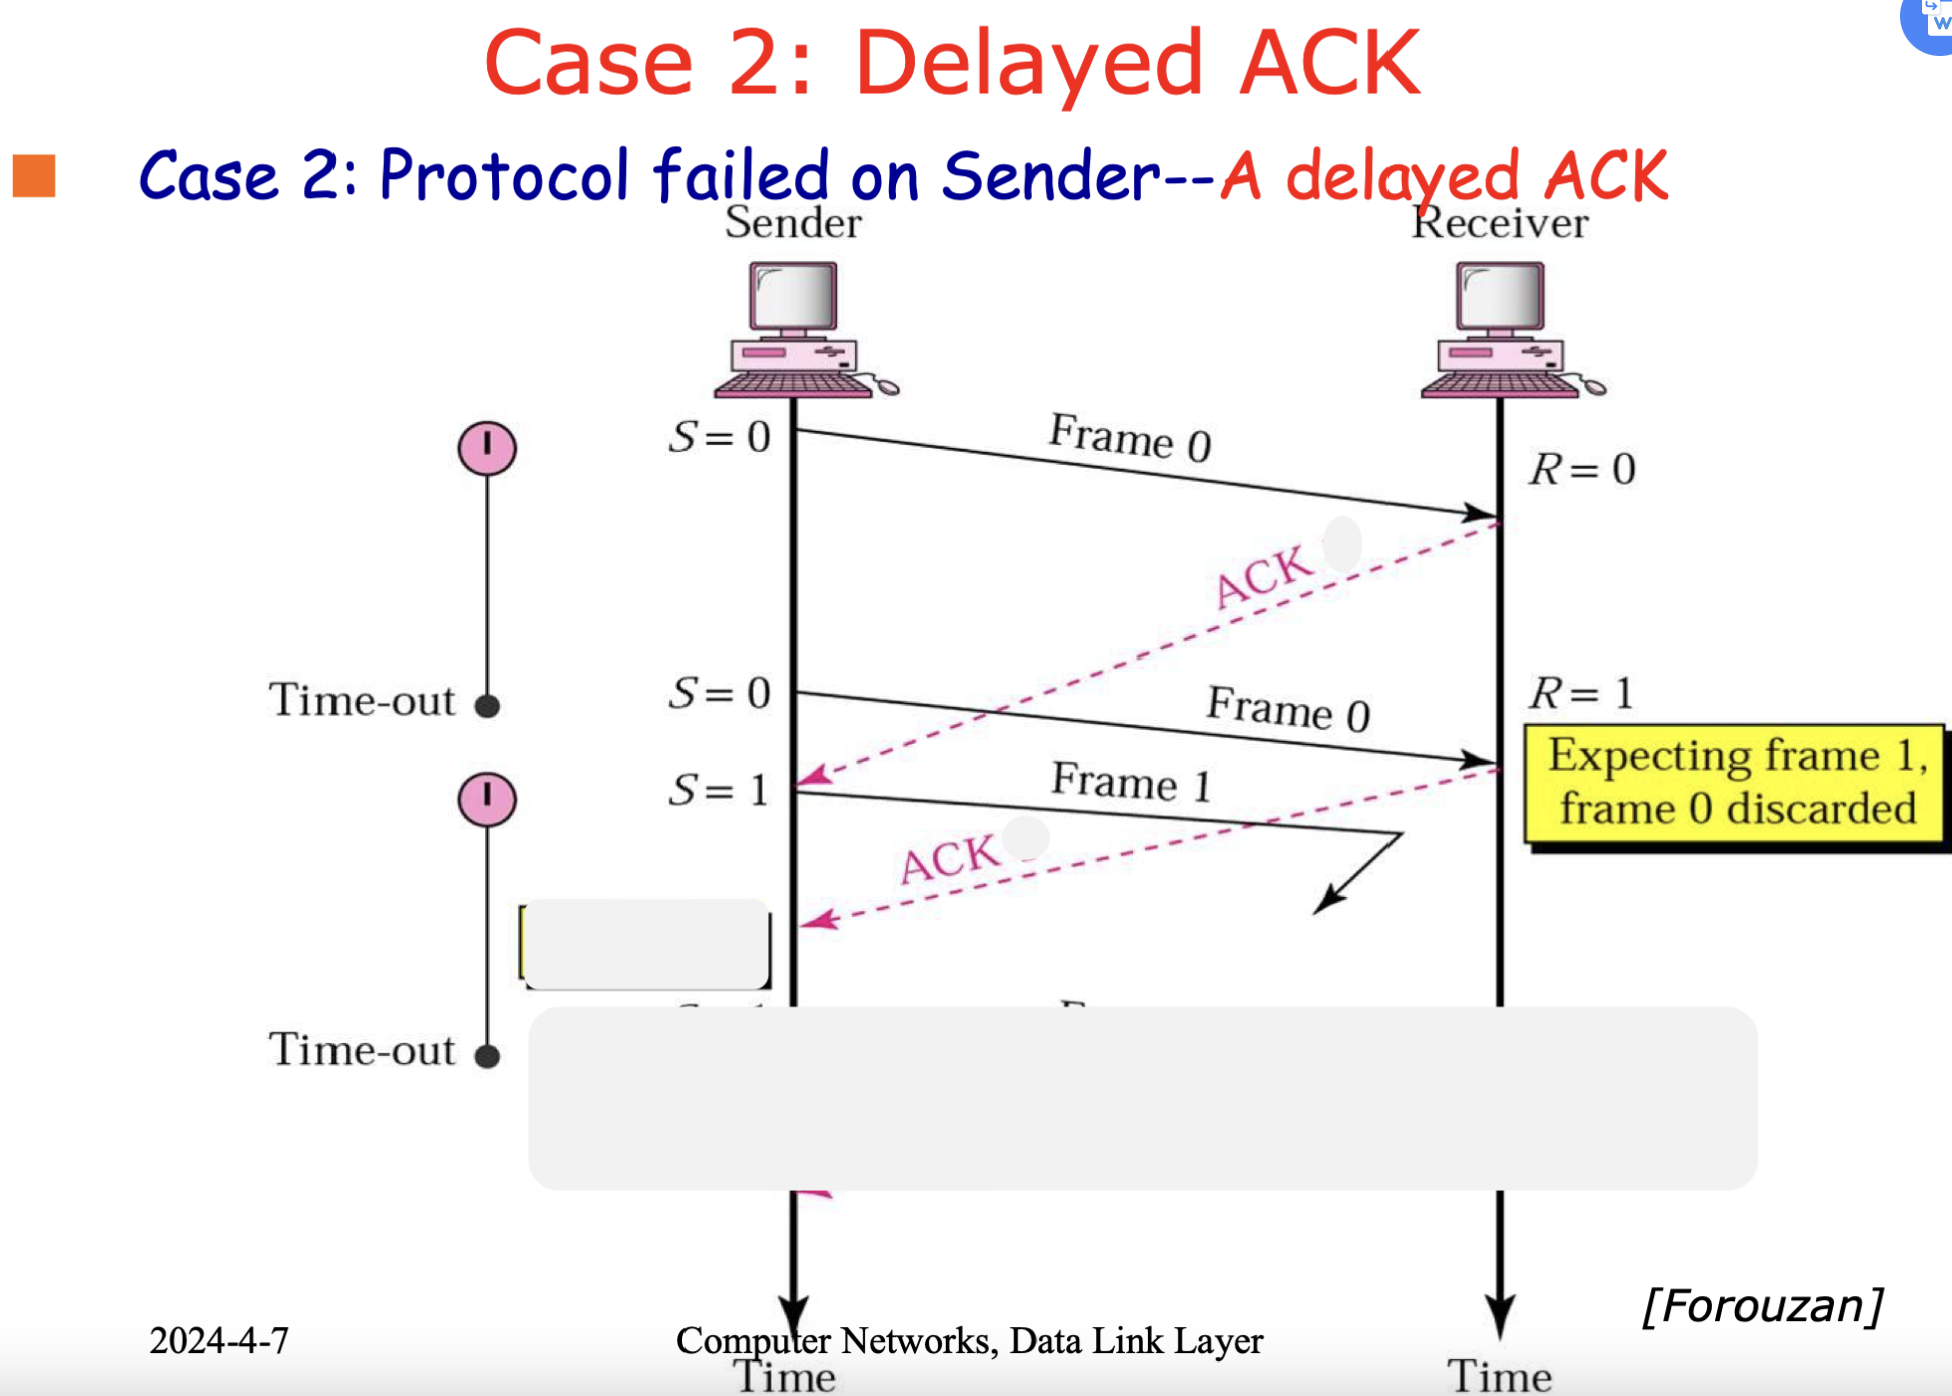 Case 2: Delayed ACK
Case 2: Protocol failed on Sender--A delayed ACK
Sender
Receiver
S = 0
Frame 0
R = 0
ACK
Time-out
S = 0
Frame 0
R = 1
Expecting frame 1,
frame 0 discarded
S = 1
Frame 1
ACK
Time-out
[Forouzan]
2024-4-7
Computer Networks, Data Link Layer
Time
Time
W